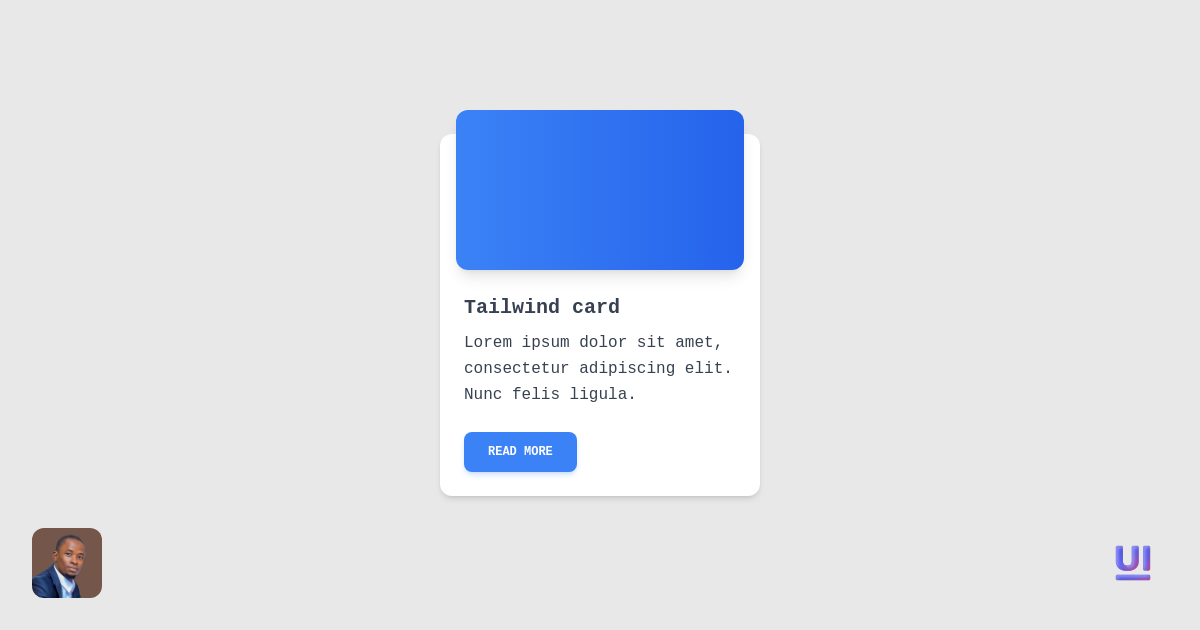 Tailwind card
Lorem ipsum dolor sit amet,
consectetur adipiscing elit.
Nunc felis ligula.
READ MORE
UI